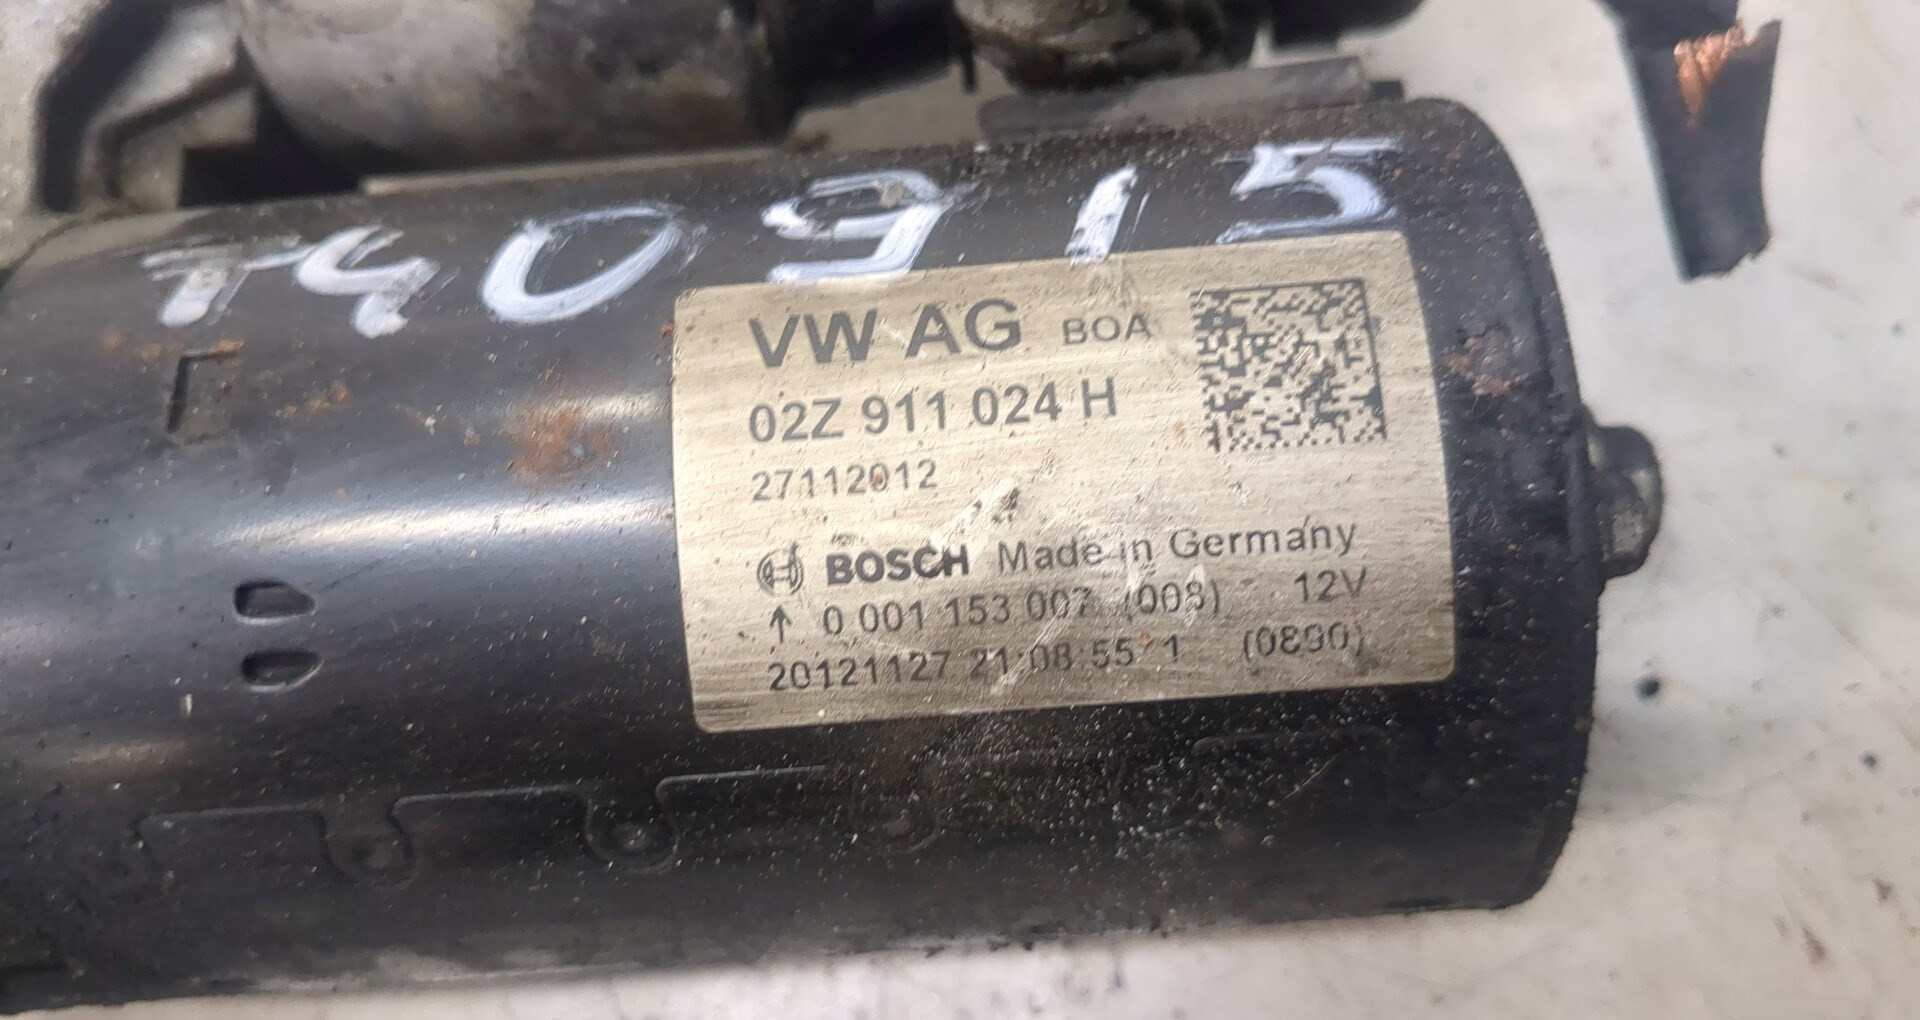 T40915
VW AG BOA
02Z 911 024 H
27112012
BOSCH Made in Germany
↑ 0 001 153 007 (008) 12V
20121127 21:08:55 1 (0890)